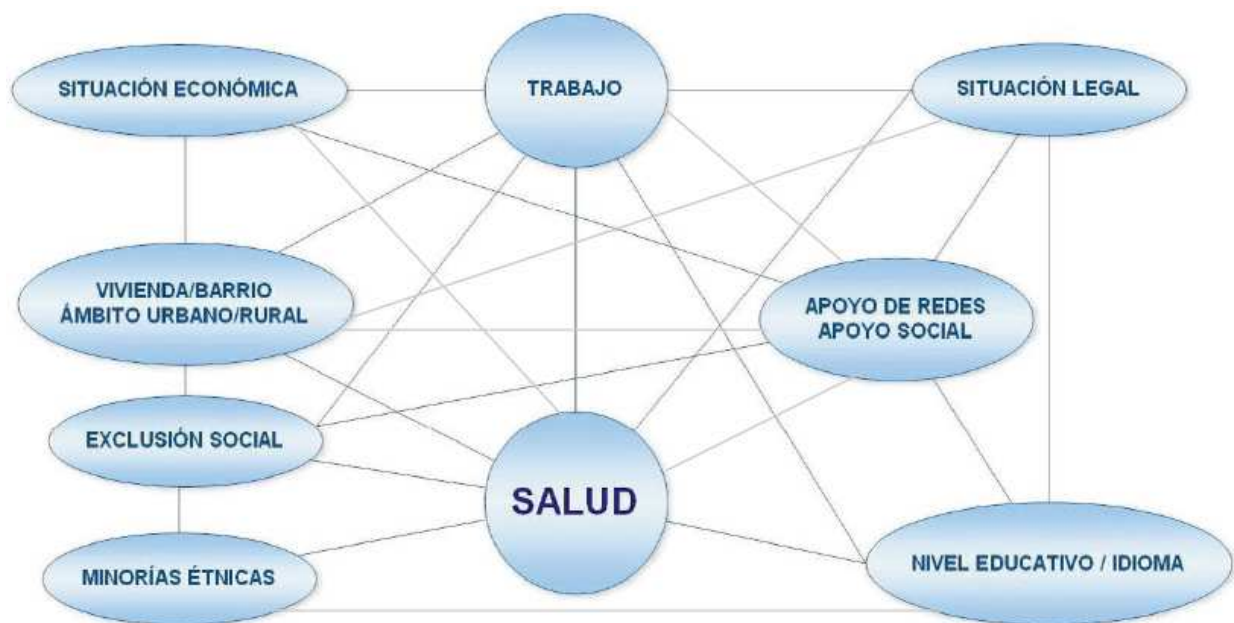 SITUACIÓN ECONÓMICA
TRABAJO
SITUACIÓN LEGAL
VIVIENDA/BARRIO
ÁMBITO URBANO/RURAL
APOYO DE REDES
APOYO SOCIAL
EXCLUSIÓN SOCIAL
SALUD
MINORÍAS ÉTNICAS
NIVEL EDUCATIVO / IDIOMA